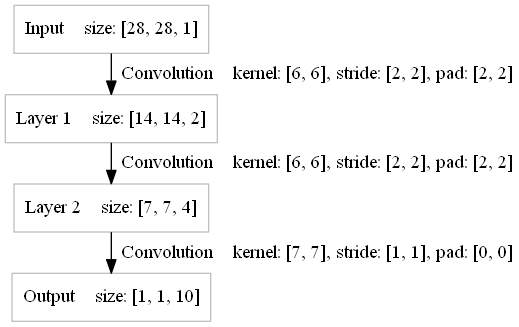 Input size: [28, 28, 1]
Convolution kernel: [6, 6], stride: [2, 2], pad: [2, 2]
Layer 1 size: [14, 14, 2]
Convolution kernel: [6, 6], stride: [2, 2], pad: [2, 2]
Layer 2 size: [7, 7, 4]
Convolution kernel: [7, 7], stride: [1, 1], pad: [0, 0]
Output size: [1, 1, 10]